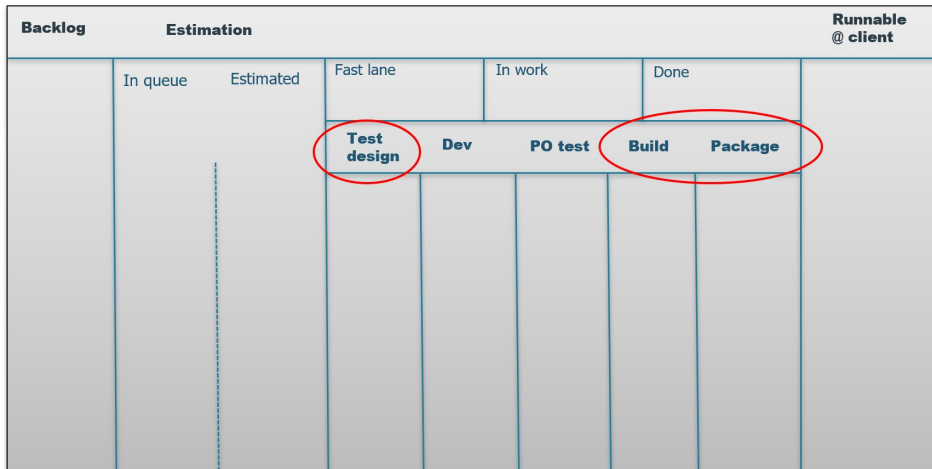 Backlog
Estimation
Runnable
@ client
In queue
Estimated
Fast lane
In work
Done
Test
design
Dev
PO test
Build
Package